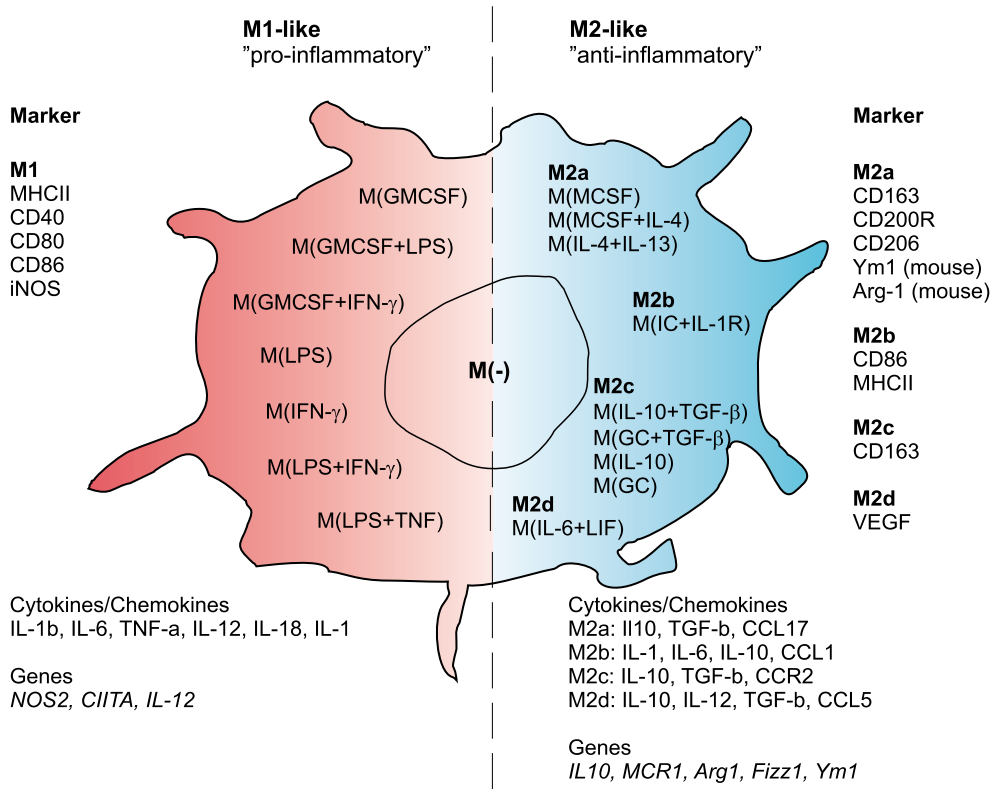 M1-like
"pro-inflammatory"
M2-like
"anti-inflammatory"
Marker
M1
MHCII
CD40
CD80
CD86
iNOS
M(GMCSF)
M(GMCSF+LPS)
M(GMCSF+IFN-γ)
M(LPS)
M(IFN-γ)
M(LPS+IFN-γ)
M(LPS+TNF)
M(-)
M2a
M(MCSF)
M(MCSF+IL-4)
M(IL-4+IL-13)
M2b
M(IC+IL-1R)
M2c
M(IL-10+TGF-β)
M(GC+TGF-β)
M(IL-10)
M(GC)
M2d
M(IL-6+LIF)
Marker
M2a
CD163
CD200R
CD206
Ym1 (mouse)
Arg-1 (mouse)
M2b
CD86
MHCII
M2c
CD163
M2d
VEGF
Cytokines/Chemokines
IL-1b, IL-6, TNF-a, IL-12, IL-18, IL-1
Genes
NOS2, CIITA, IL-12
Cytokines/Chemokines
M2a: Il10, TGF-b, CCL17
M2b: IL-1, IL-6, IL-10, CCL1
M2c: IL-10, TGF-b, CCR2
M2d: IL-10, IL-12, TGF-b, CCL5
Genes
IL10, MCR1, Arg1, Fizz1, Ym1